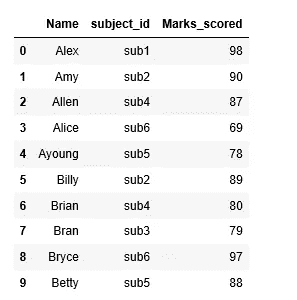 Name subject_id Marks_scored
0 Alex sub1 98
1 Amy sub2 90
2 Allen sub4 87
3 Alice sub6 69
4 Ayoung sub5 78
5 Billy sub2 89
6 Brian sub4 80
7 Bran sub3 79
8 Bryce sub6 97
9 Betty sub5 88